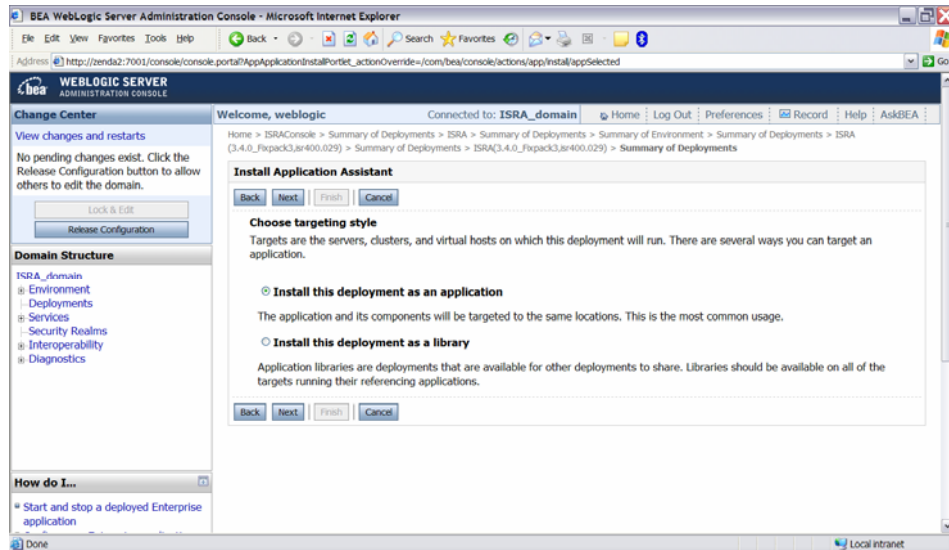 BEA WebLogic Server Administration Console - Microsoft Internet Explorer
File Edit View Favorites Tools Help
Back Search Favorites
Address http://zenda2:7001/console/console.portal?AppApplicationInstallPortlet_actionOverride=/com/bea/console/actions/app/install/appSelected Go
bea WEBLOGIC SERVER
ADMINISTRATION CONSOLE
Change Center
View changes and restarts
No pending changes exist. Click the
Release Configuration button to allow
others to edit the domain.
Lock & Edit
Release Configuration
Domain Structure
ISRA_domain
Environment
Deployments
Services
Security Realms
Interoperability
Diagnostics
How do I...
Start and stop a deployed Enterprise
application
Welcome, weblogic Connected to: ISRA_domain Home Log Out Preferences Record Help AskBEA
Home > ISRAConsole > Summary of Deployments > ISRA > Summary of Deployments > Summary of Environment > Summary of Deployments > ISRA
(3.4.0_Fixpack3,isr400.029) > Summary of Deployments > ISRA(3.4.0_Fixpack3,isr400.029) > Summary of Deployments
Install Application Assistant
Back Next Finish Cancel
Choose targeting style
Targets are the servers, clusters, and virtual hosts on which this deployment will run. There are several ways you can target an
application.
Install this deployment as an application
The application and its components will be targeted to the same locations. This is the most common usage.
Install this deployment as a library
Application libraries are deployments that are available for other deployments to share. Libraries should be available on all of the
targets running their referencing applications.
Back Next Finish Cancel
Done Local intranet